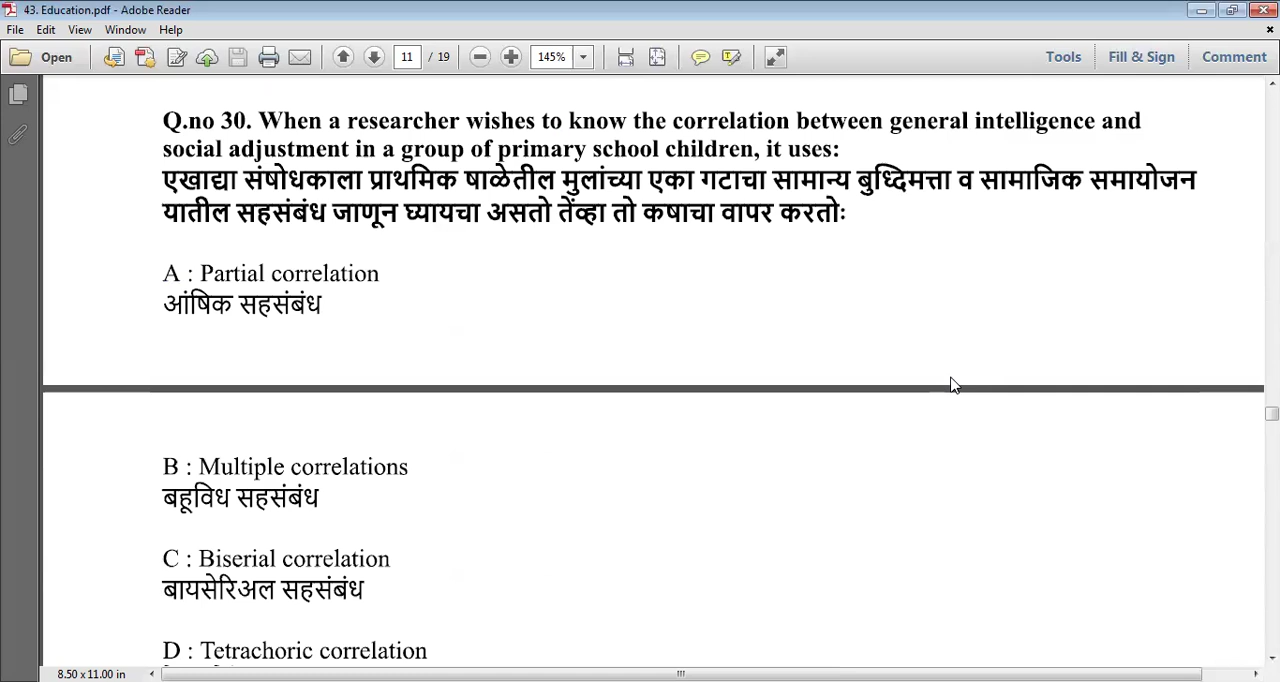 43. Education.pdf - Adobe Reader
File Edit View Window Help
Open 11 / 19 145% Tools Fill & Sign Comment
Q.no 30. When a researcher wishes to know the correlation between general intelligence and
social adjustment in a group of primary school children, it uses:
एखाद्या संषोधकाला प्राथमिक षाळेतील मुलांच्या एका गटाचा सामान्य बुध्दिमत्ता व सामाजिक समायोजन
यातील सहसंबंध जाणून घ्यायचा असतो तेंव्हा तो कषाचा वापर करतोः
A : Partial correlation
आंषिक सहसंबंध
B : Multiple correlations
बहूविध सहसंबंध
C : Biserial correlation
बायसेरिअल सहसंबंध
D : Tetrachoric correlation
8.50 x 11.00 in